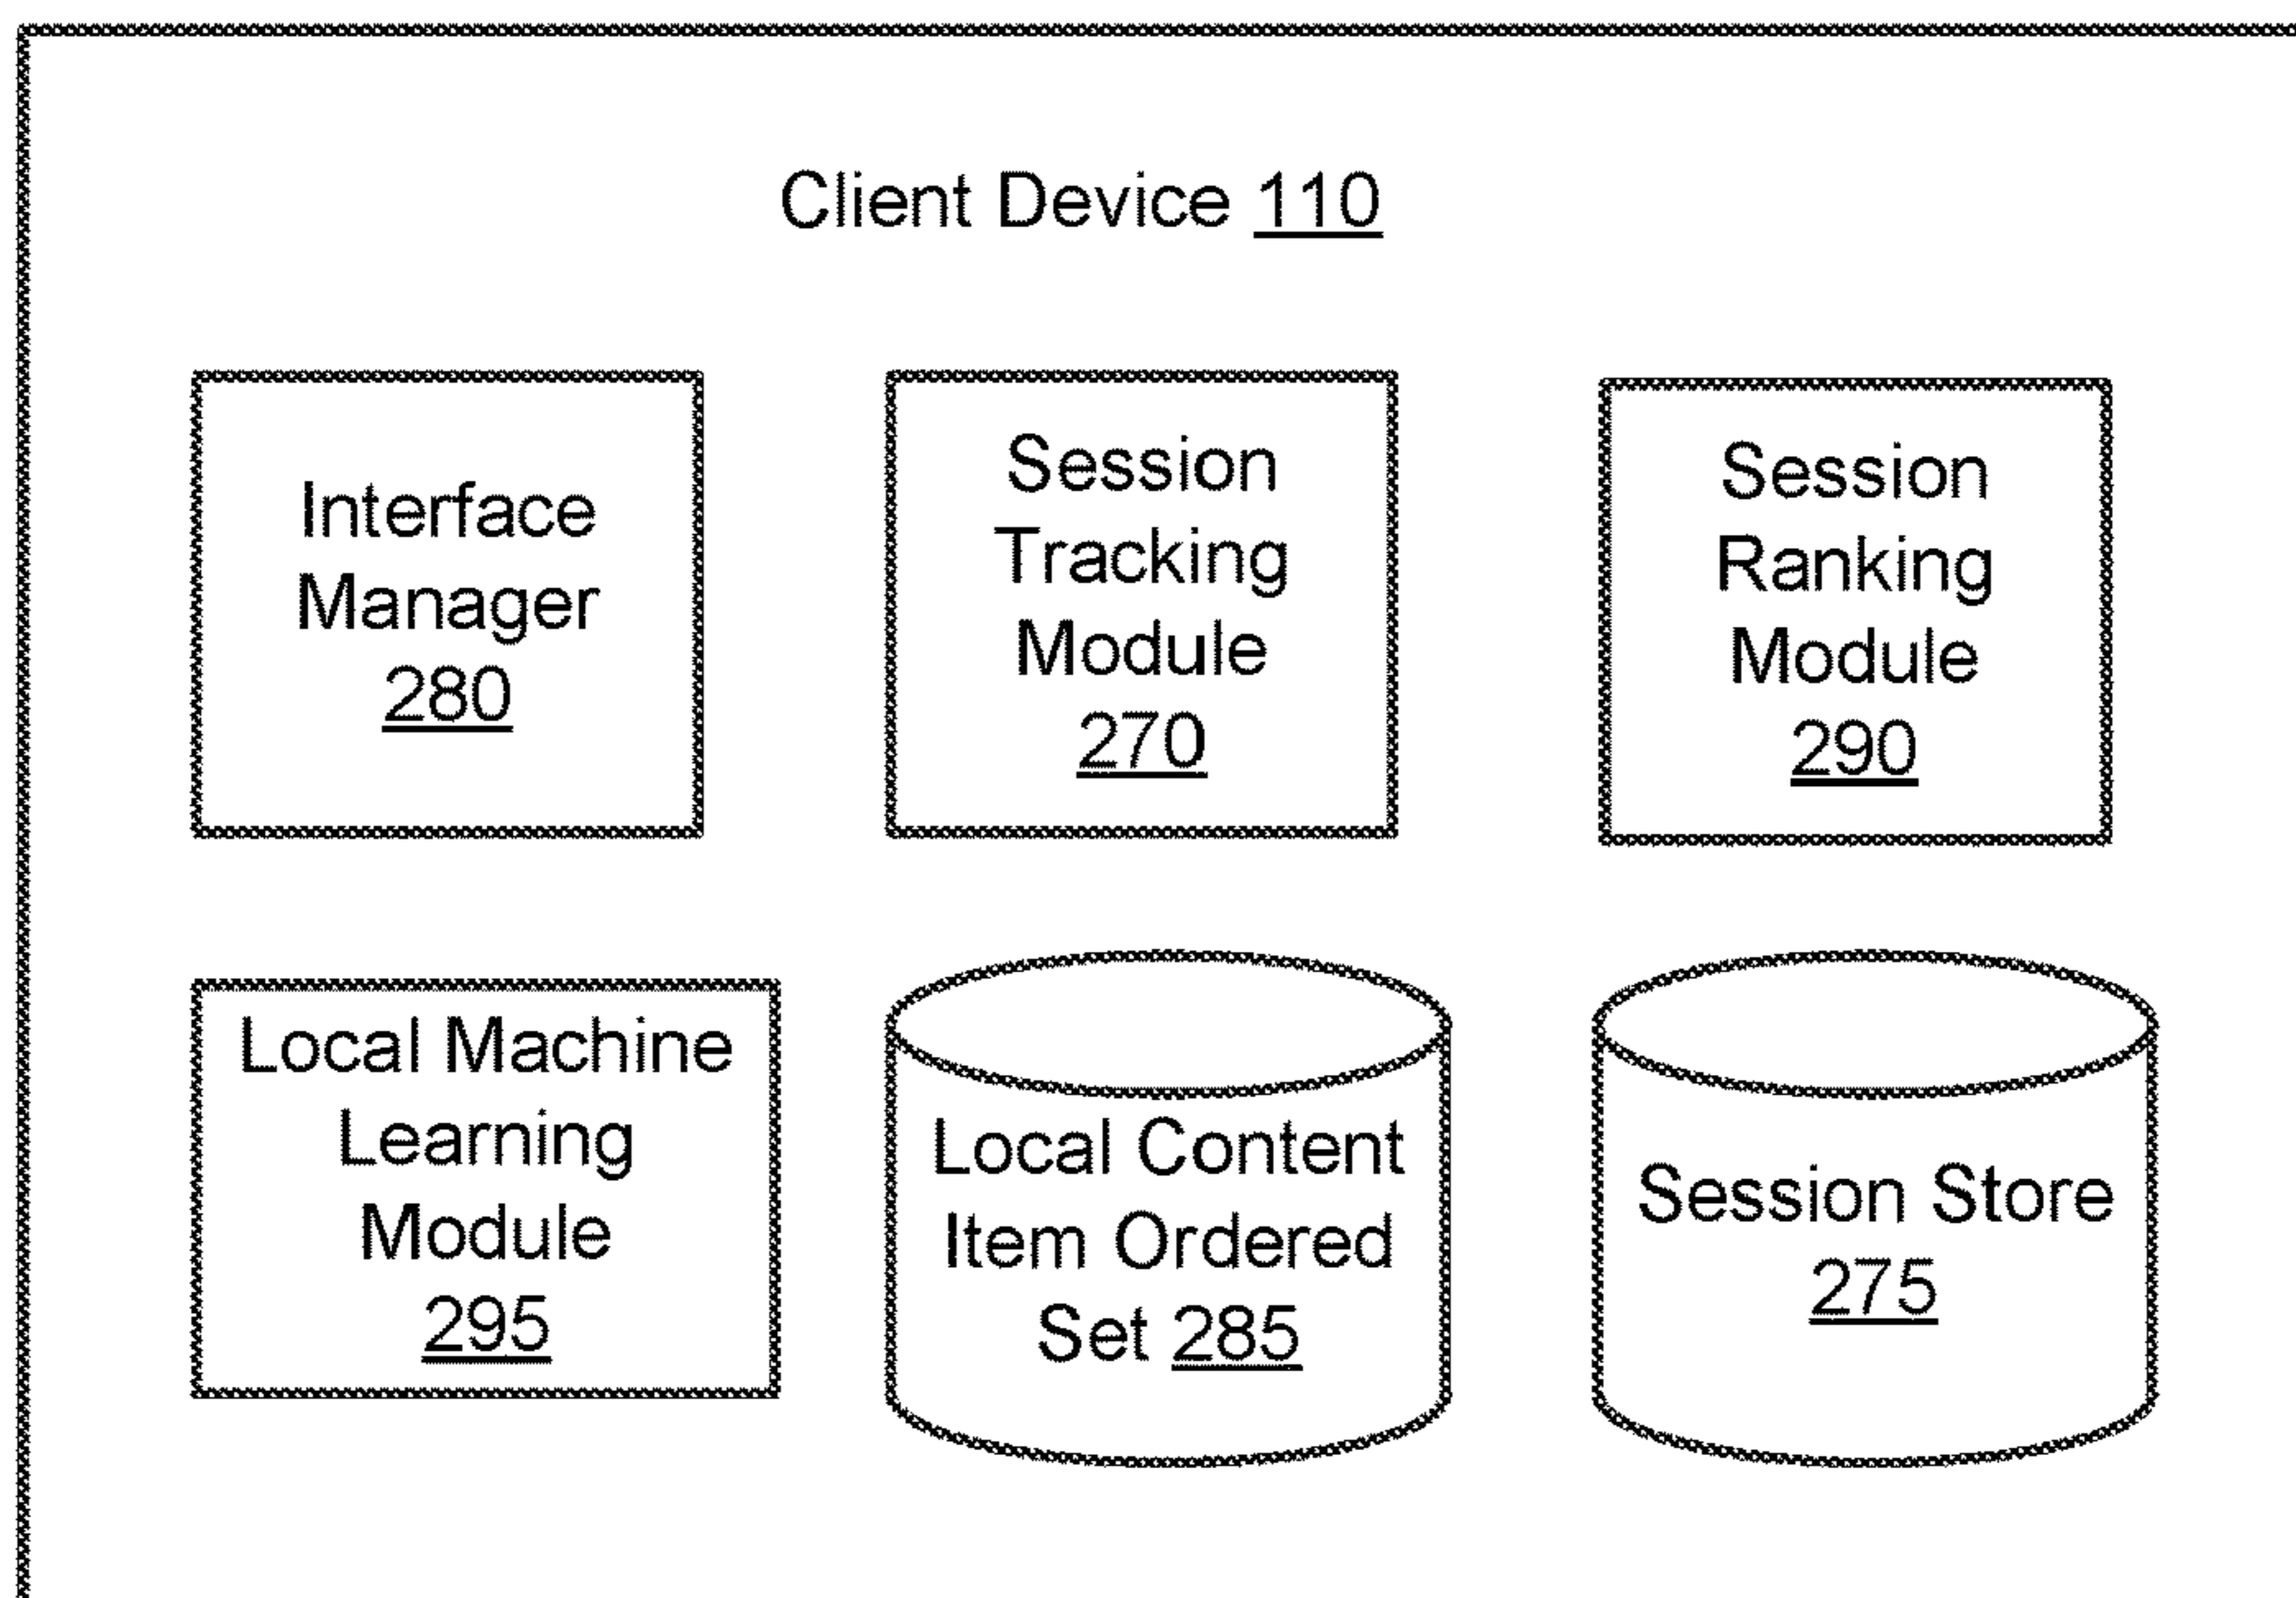 Client Device 110
Interface
Manager
280
Session
Tracking
Module
270
Session
Ranking
Module
290
Local Machine
Learning
Module
295
Local Content
Item Ordered
Set 285
Session Store
275